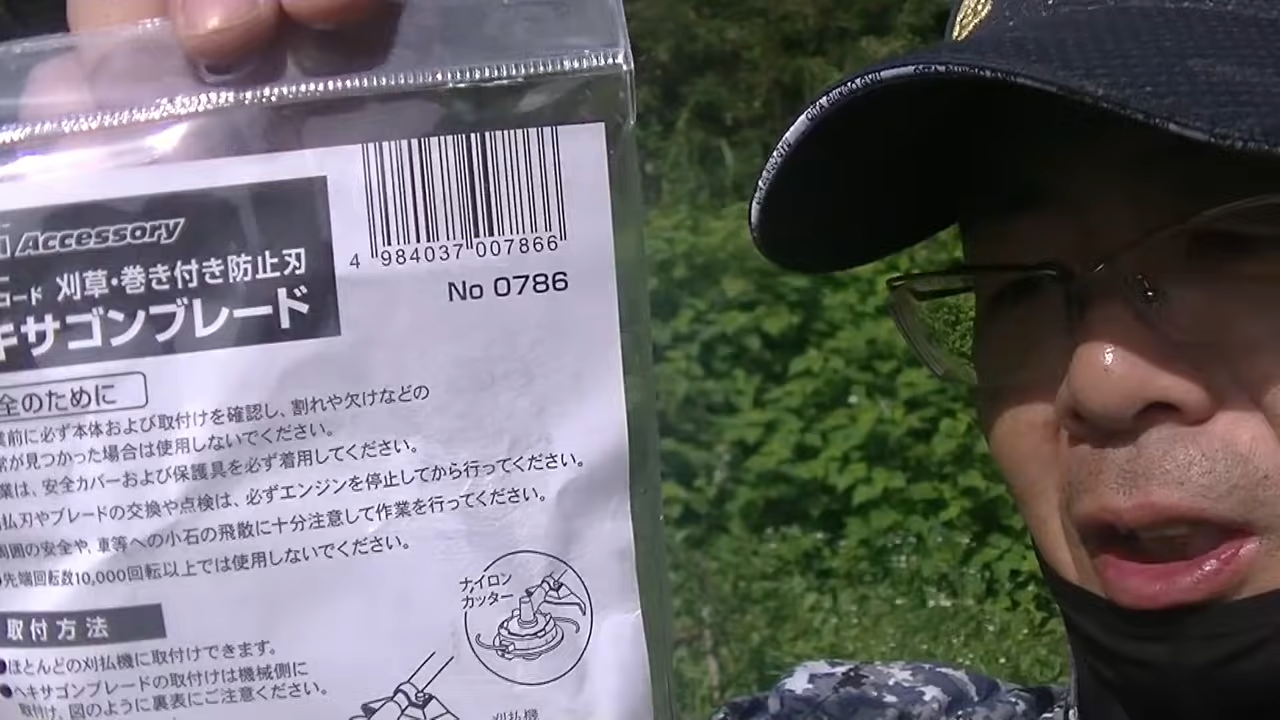 Accessory
コード 刈草・巻き付き防止刃
キサゴンブレード
4 984037 007866
No 0786
全のために
業前に必ず本体および取付けを確認し、割れや欠けなどの
常が見つかった場合は使用しないでください。
業は、安全カバーおよび保護具を必ず着用してください。
払刃やブレードの交換や点検は、必ずエンジンを停止してから行ってください。
周囲の安全や、車等への小石の飛散に十分注意して作業を行ってください。
●先端回転数10,000回転以上では使用しないでください。
取付方法
●ほとんどの刈払機に取付けできます。
●ヘキサゴンブレードの取付けは機械側に
取付け、図のように裏表にご注意ください。
ナイロン
カッター
刈払機